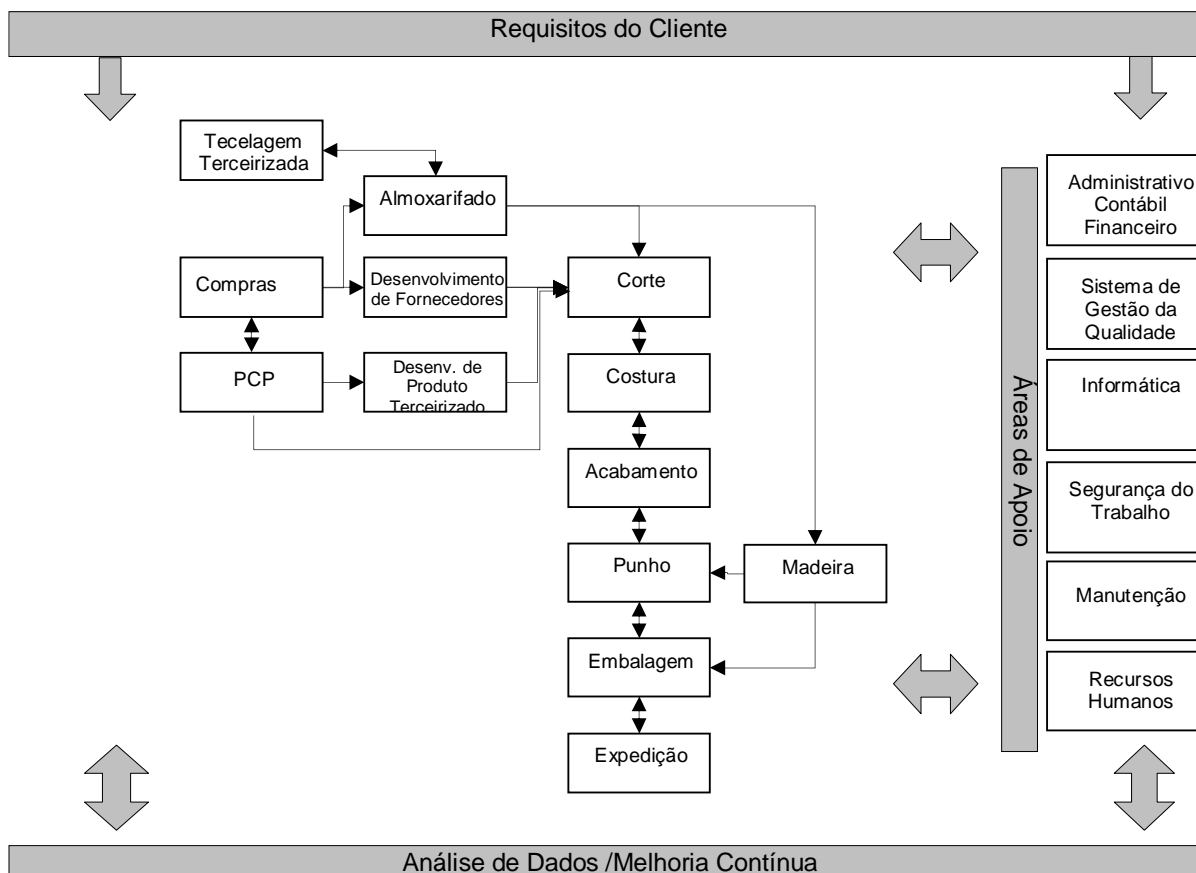 Requisitos do Cliente
Tecelagem
Terceirizada
Almoxarifado
Compras
Desenvolvimento
de Fornecedores
Corte
PCP
Desenv. de
Produto
Terceirizado
Costura
Acabamento
Punho
Madeira
Embalagem
Expedição
Áreas de Apoio
Administrativo
Contábil
Financeiro
Sistema de
Gestão da
Qualidade
Informática
Segurança do
Trabalho
Manutenção
Recursos
Humanos
Análise de Dados /Melhoria Contínua